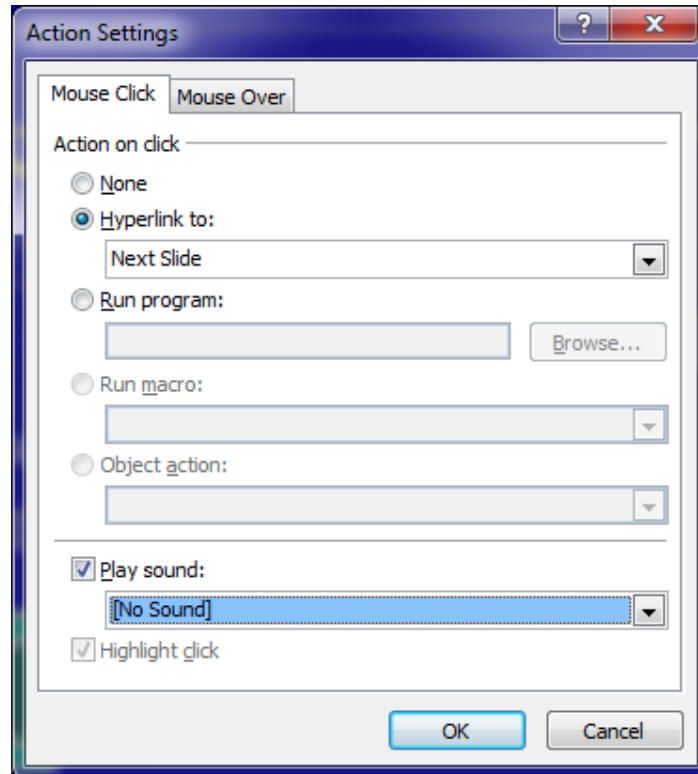 Action Settings
Mouse Click Mouse Over
Action on click
None
Hyperlink to:
Next Slide
Run program:
Browse...
Run macro:
Object action:
Play sound:
[No Sound]
Highlight click
OK Cancel